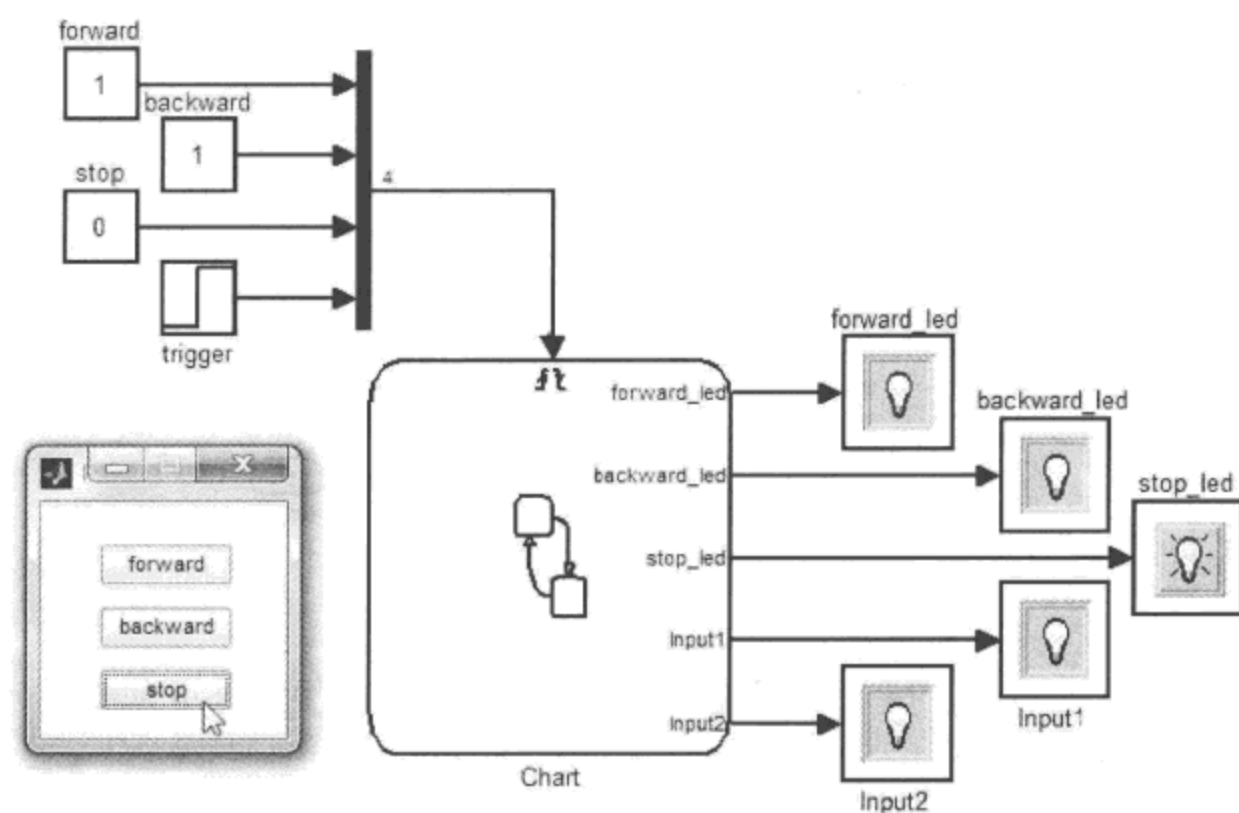 forward
1
backward
1
stop
0
trigger
4
forward_led
backward_led
stop_led
forward_led
backward_led
stop_led
Input1
Input2
Input1
Input2
Chart
forward
backward
stop